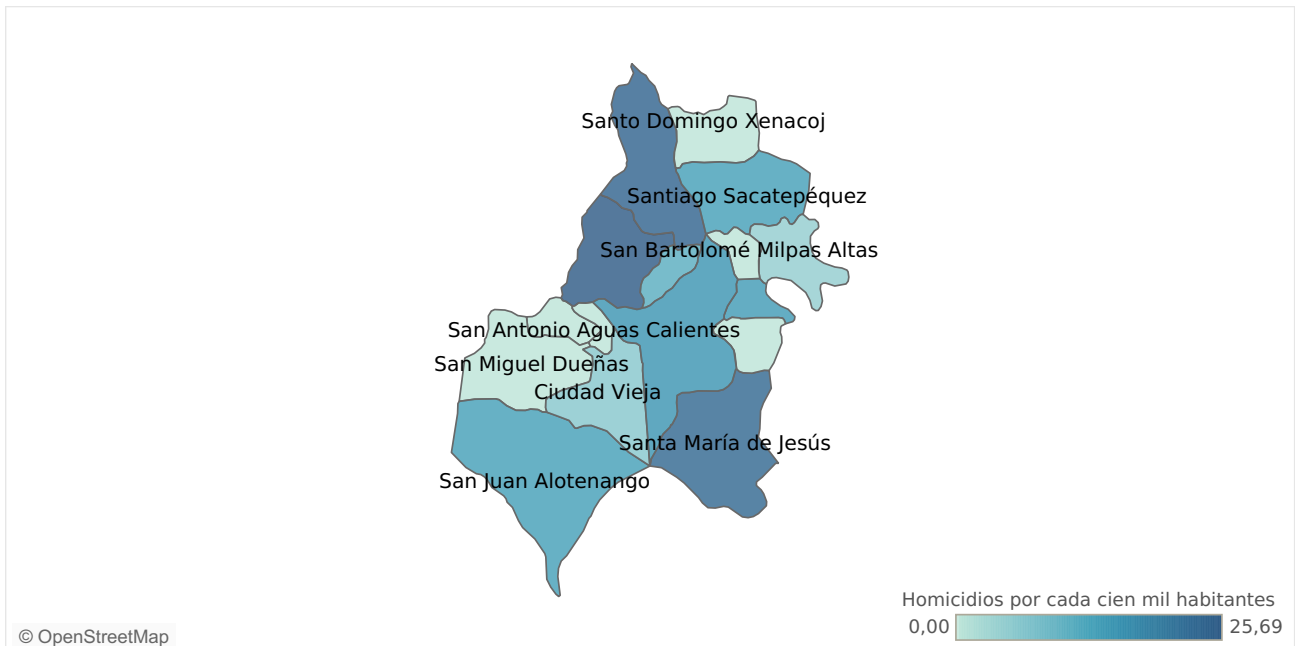 Santo Domingo Xenacoj
Santiago Sacatepéquez
San Bartolomé Milpas Altas
San Antonio Aguas Calientes
San Miguel Dueñas
Ciudad Vieja
Santa María de Jesús
San Juan Alotenango
Homicidios por cada cien mil habitantes
0,00 25,69
© OpenStreetMap